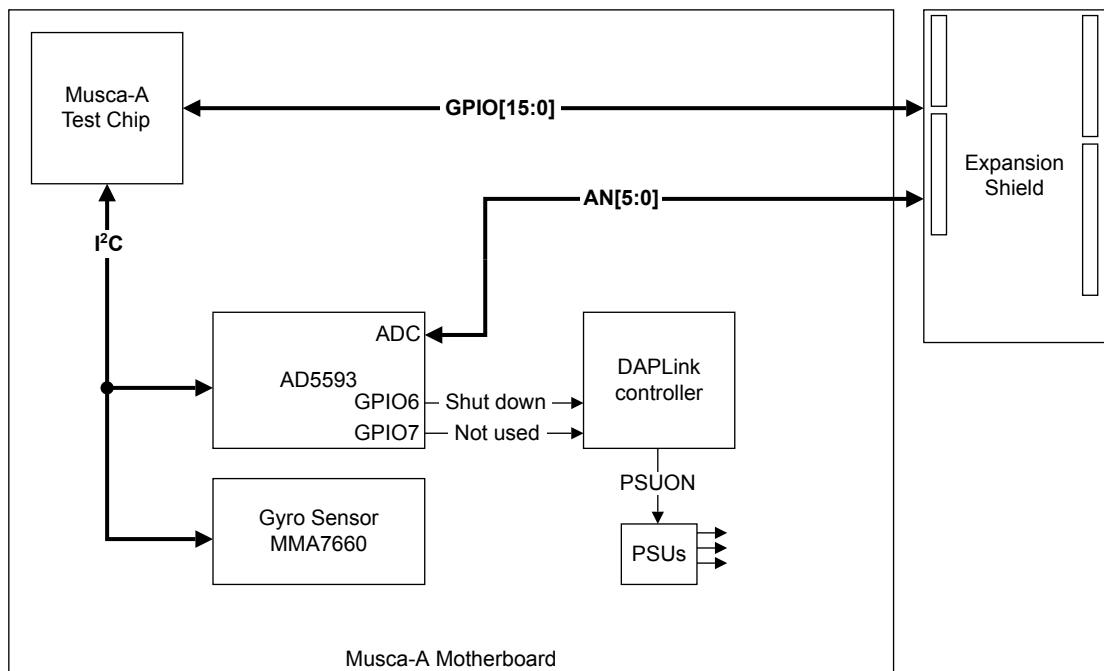 Musca-A
Test Chip
GPIO[15:0]
Expansion
Shield
AN[5:0]
I²C
ADC
AD5593
GPIO6
Shut down
GPIO7
Not used
DAPLink
controller
PSUON
PSUs
Gyro Sensor
MMA7660
Musca-A Motherboard